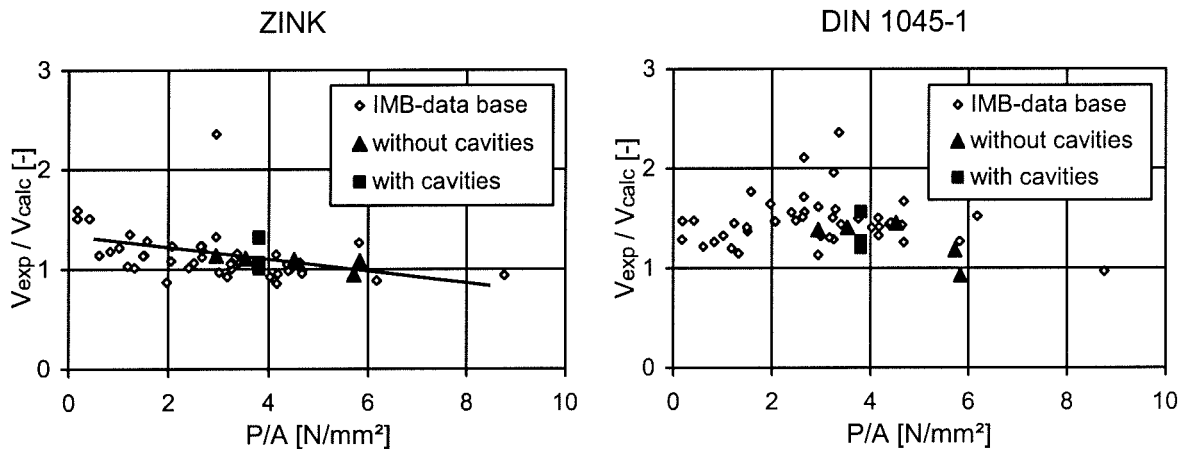 ZINK
Vexp / Vcalc [-]
3
2
1
0
IMB-data base
without cavities
with cavities
0 2 4 6 8 10
P/A [N/mm²]
DIN 1045-1
Vexp / Vcalc [-]
3
2
1
0
IMB-data base
without cavities
with cavities
0 2 4 6 8 10
P/A [N/mm²]